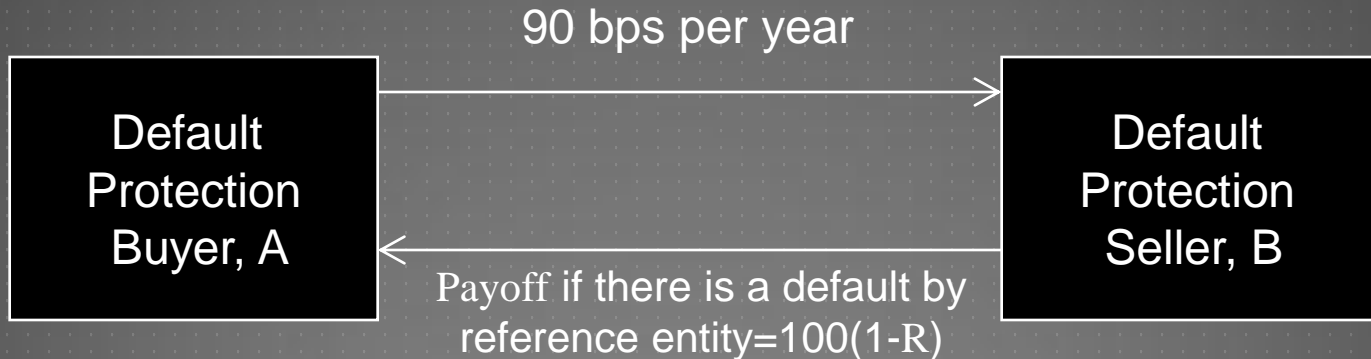 90 bps per year
Default
Protection
Buyer, A
Default
Protection
Seller, B
Payoff if there is a default by
reference entity=100(1-R)